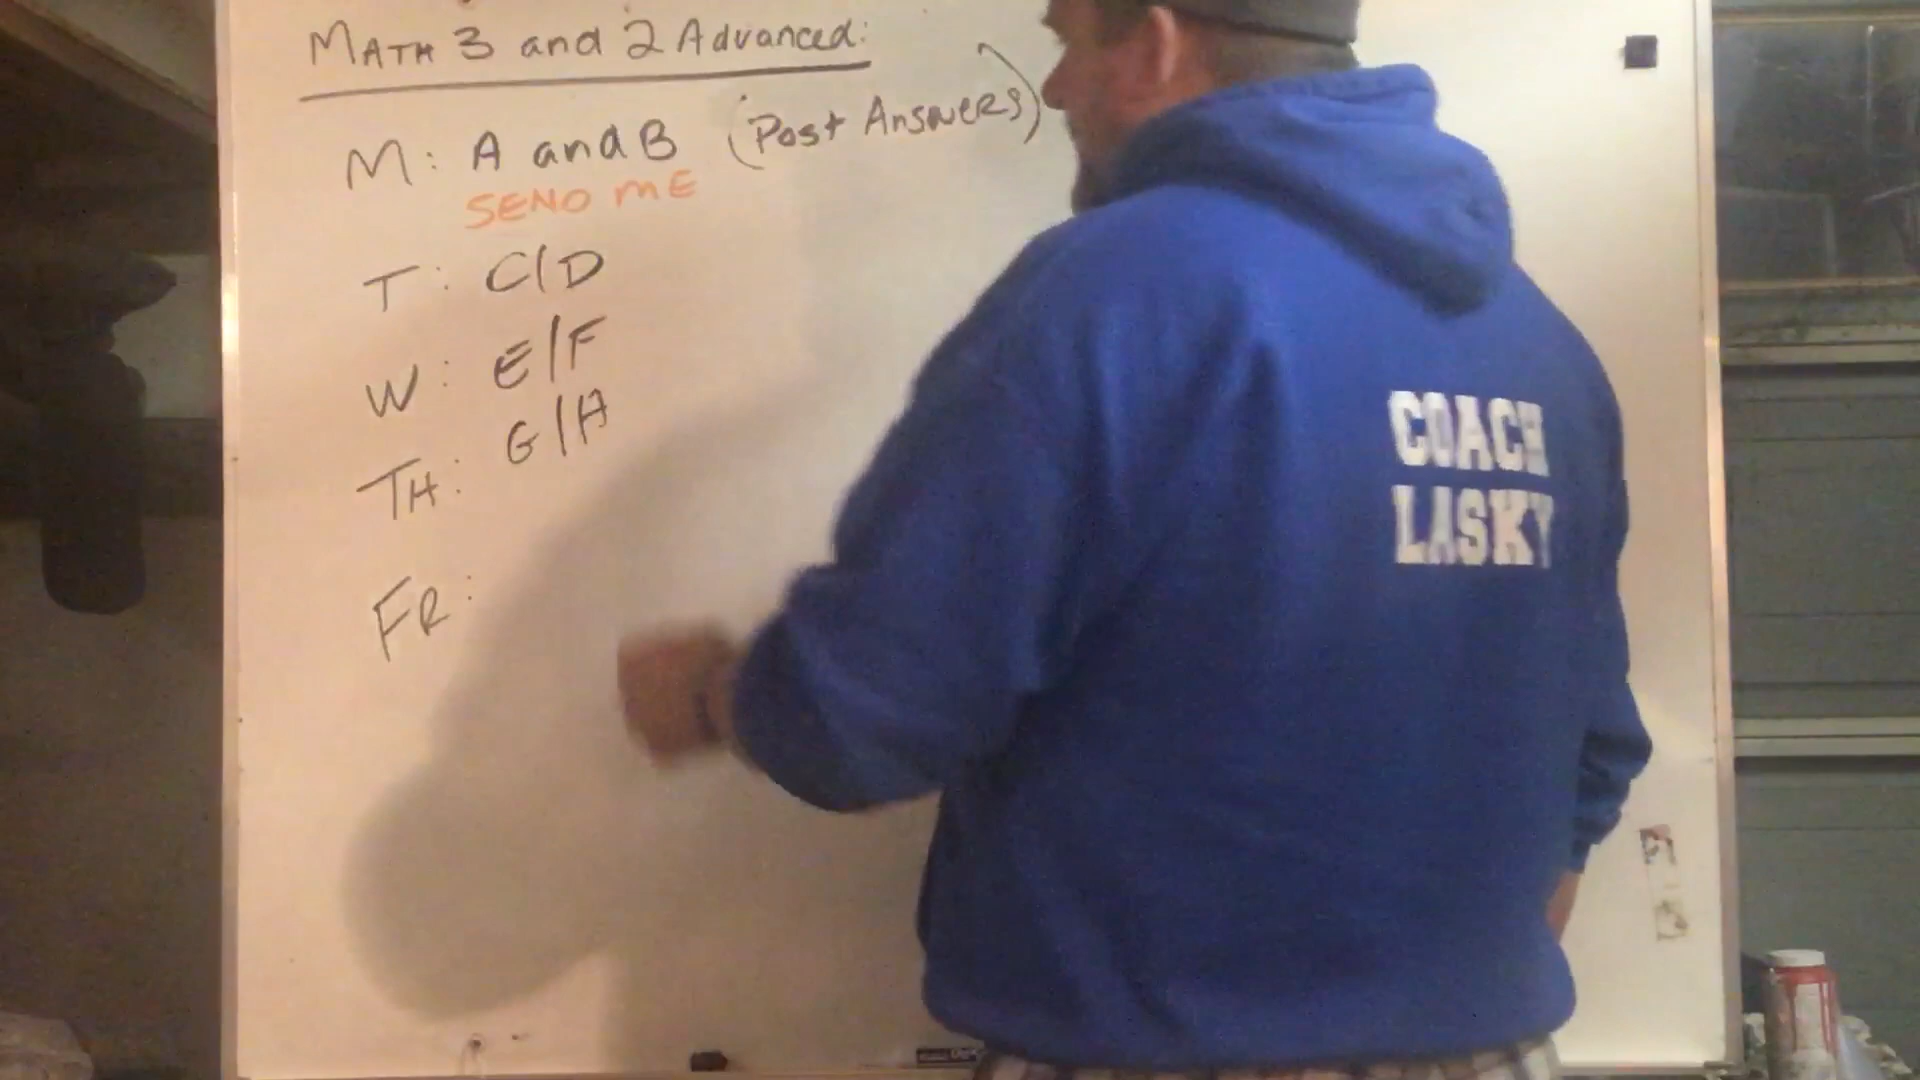 MATH 3 and 2 Advanced:
M: A and B (Post Answers)
SEND ME
T: C/D
W: E/F
TH: G/H
FR:
COACH
LASKY